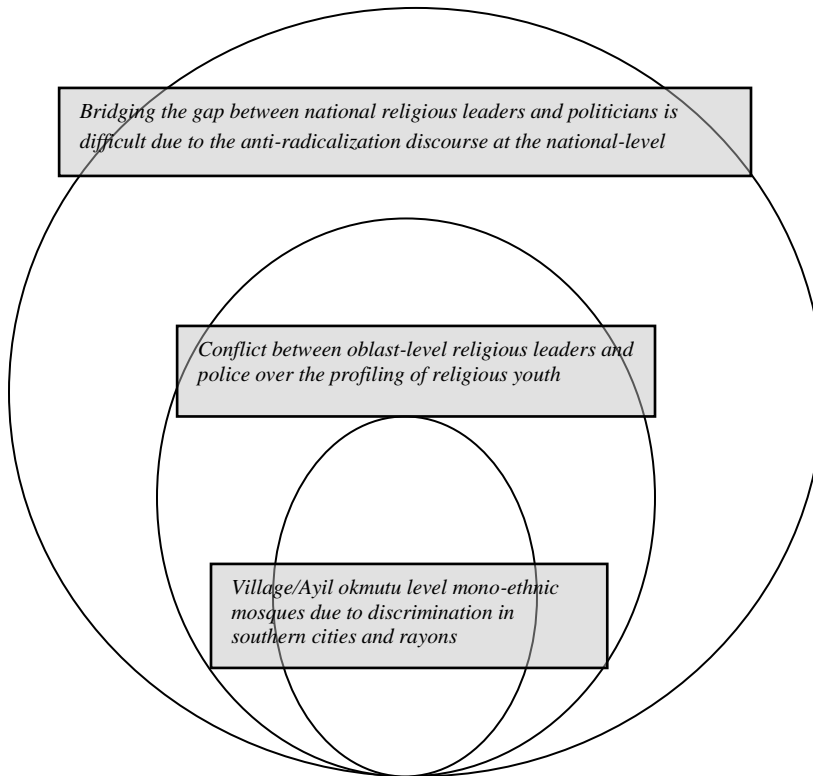 Bridging the gap between national religious leaders and politicians is
difficult due to the anti-radicalization discourse at the national-level
Conflict between oblast-level religious leaders and
police over the profiling of religious youth
Village/Ayil okmutu level mono-ethnic
mosques due to discrimination in
southern cities and rayons